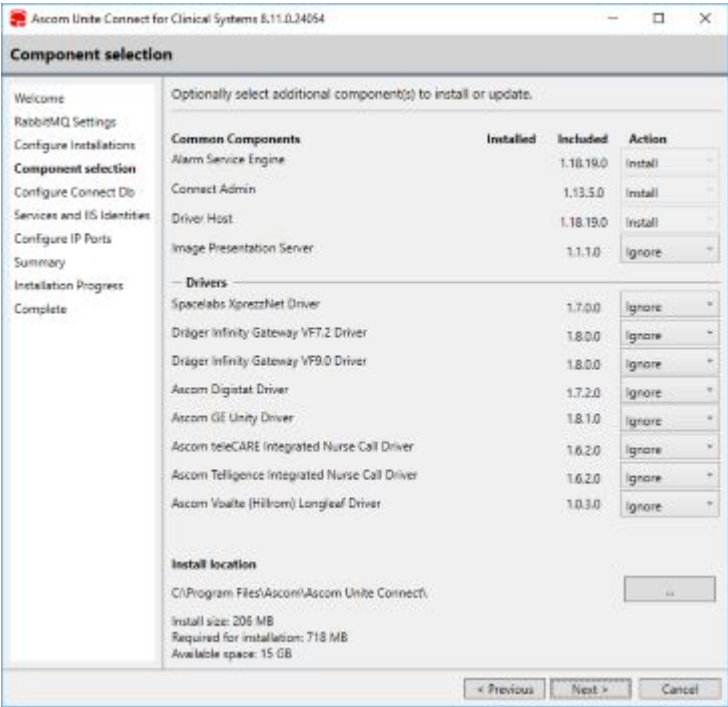 Ascom Unite Connect for Clinical Systems 8.11.0.24054
Component selection
Welcome
RabbitMQ Settings
Configure Installations
Component selection
Configure Connect Db
Services and IIS Identities
Configure IP Ports
Summary
Installation Progress
Complete
Optionally select additional component(s) to install or update.
Common Components Installed Included Action
Alarm Service Engine 1.18.19.0 Install
Connect Admin 1.13.5.0 Install
Driver Host 1.18.19.0 Install
Image Presentation Server 1.1.1.0 Ignore
Drivers
Spacelabs XprezzNet Driver 1.7.0.0 Ignore
Dräger Infinity Gateway VF7.2 Driver 1.8.0.0 Ignore
Dräger Infinity Gateway VF9.0 Driver 1.8.0.0 Ignore
Ascom Digistat Driver 1.7.2.0 Ignore
Ascom GE Unity Driver 1.8.1.0 Ignore
Ascom teleCARE Integrated Nurse Call Driver 1.6.2.0 Ignore
Ascom Telligence Integrated Nurse Call Driver 1.6.2.0 Ignore
Ascom Voalte (Hillrom) Longleaf Driver 1.0.3.0 Ignore
Install location
C:\Program Files\Ascom\Ascom Unite Connect\
...
Install size: 206 MB
Required for installation: 718 MB
Available space: 15 GB
< Previous Next > Cancel